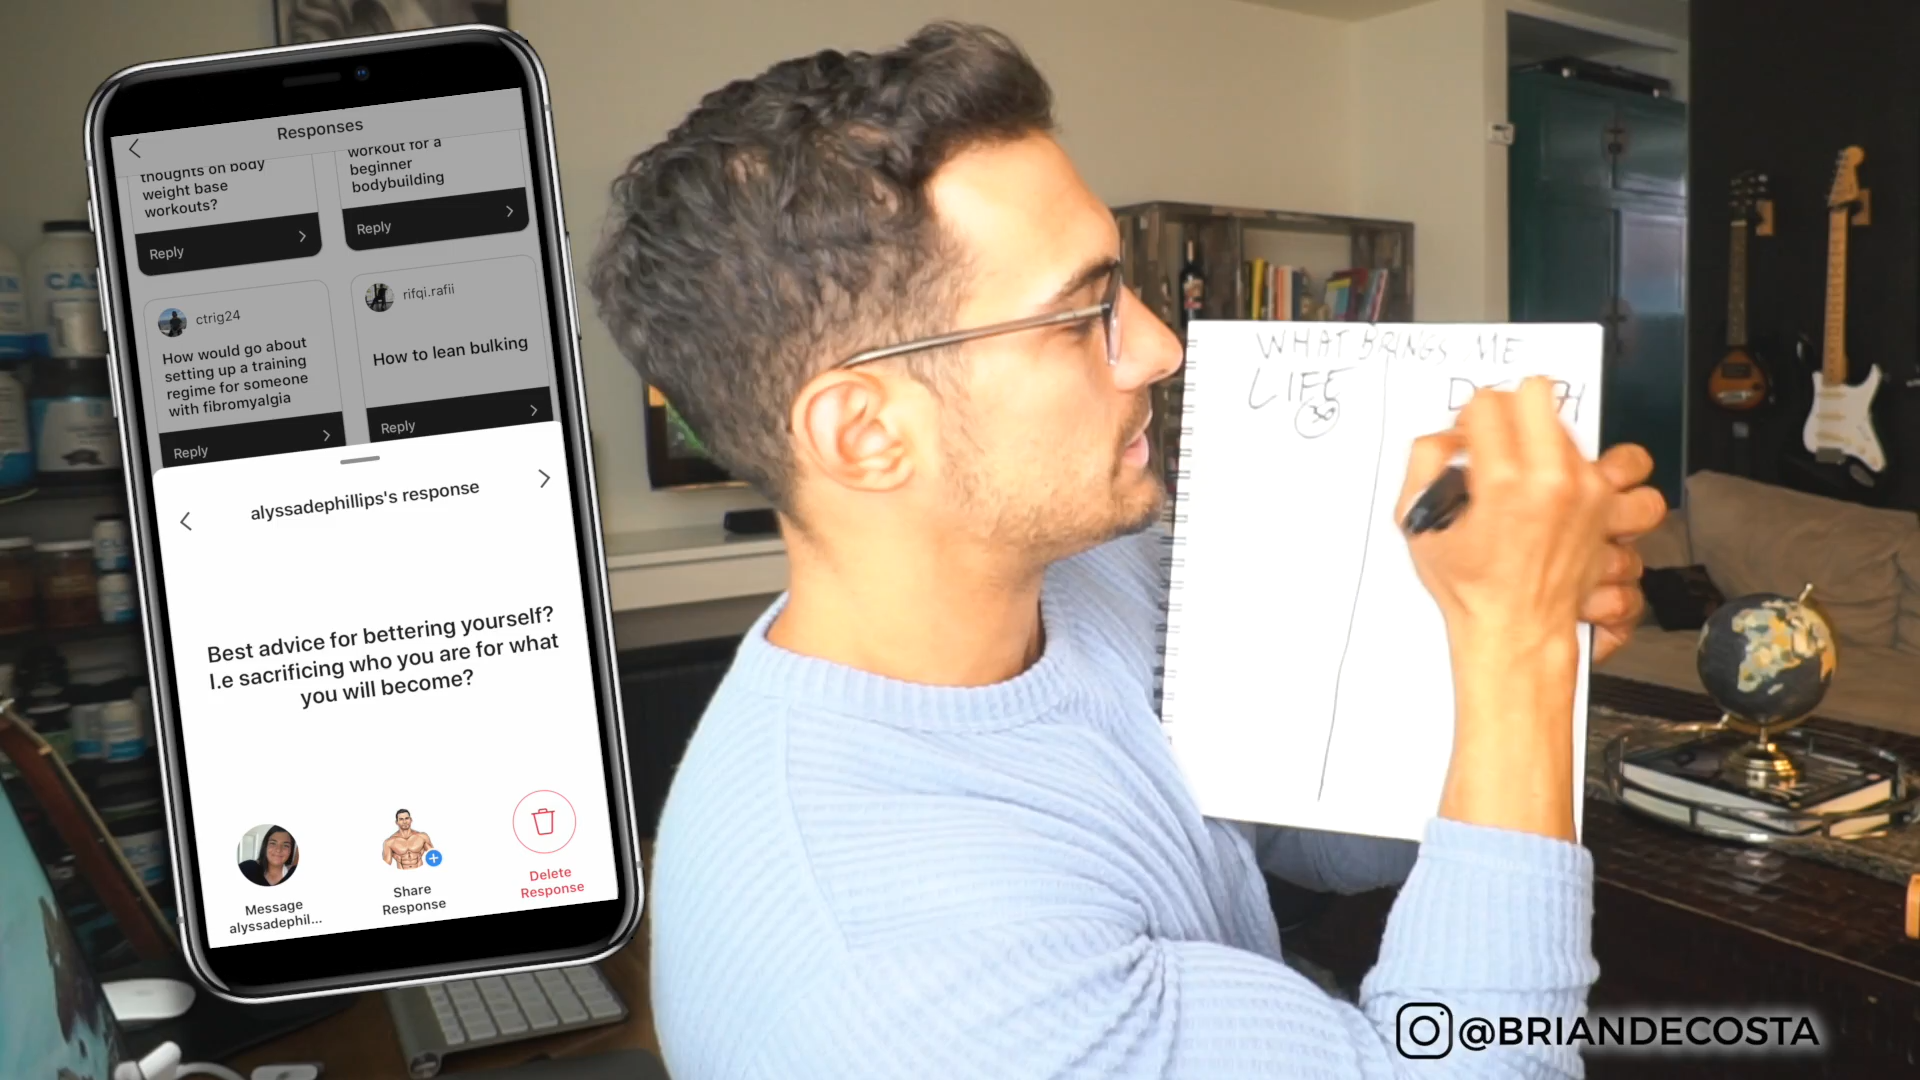 Responses
thoughts on body
weight base
workouts?
Reply
workout for a
beginner
bodybuilding
Reply
ctrig24
How would go about
setting up a training
regime for someone
with fibromyalgia
Reply
rifqi.rafii
How to lean bulking
Reply
alyssadephillips's response
Best advice for bettering yourself?
I.e sacrificing who you are for what
you will become?
Message
alyssadephil...
Share
Response
Delete
Response
WHAT BRINGS ME
LIFE
@BRIANDECOSTA